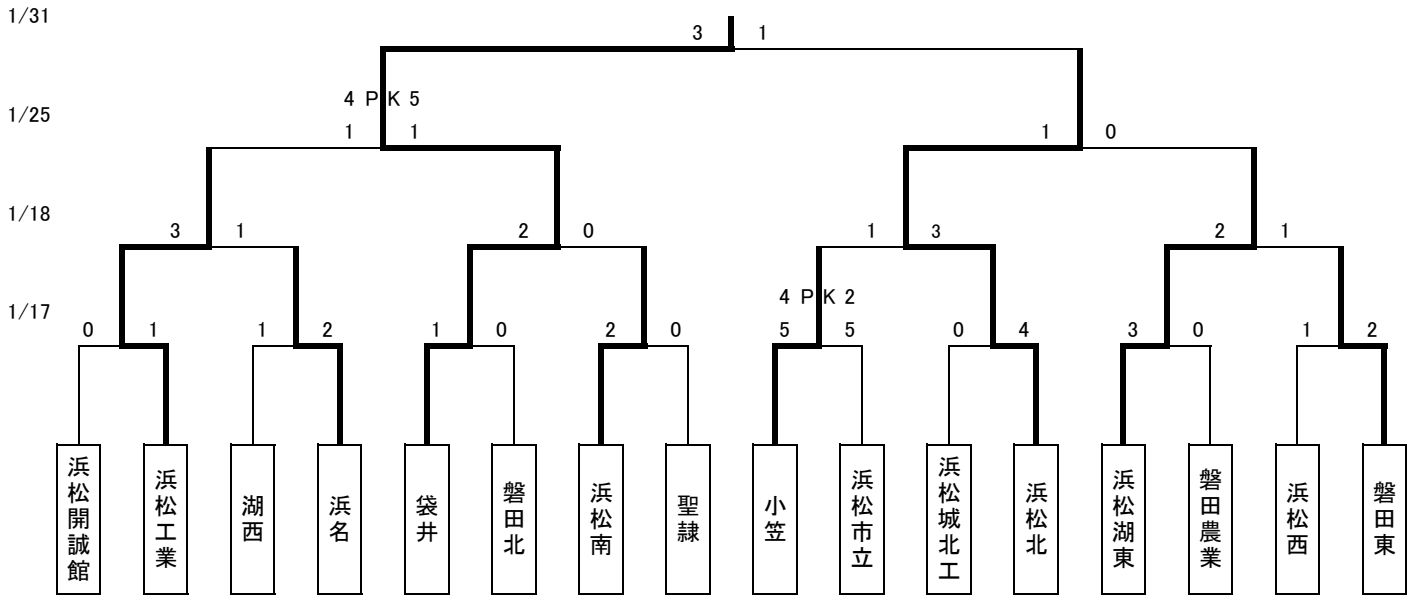 1/31
3 1
4 PK 5
1/25
1 1 1 0
1/18
3 1 2 0 1 3 2 1
4 PK 2
1/17
0 1 1 2 1 0 2 0 5 5 0 4 3 0 1 2
浜松開誠館
浜松工業
湖西
浜名
袋井
磐田北
浜松南
聖隷
小笠
浜松市立
浜松城北工
浜松北
浜松湖東
磐田農業
浜松西
磐田東